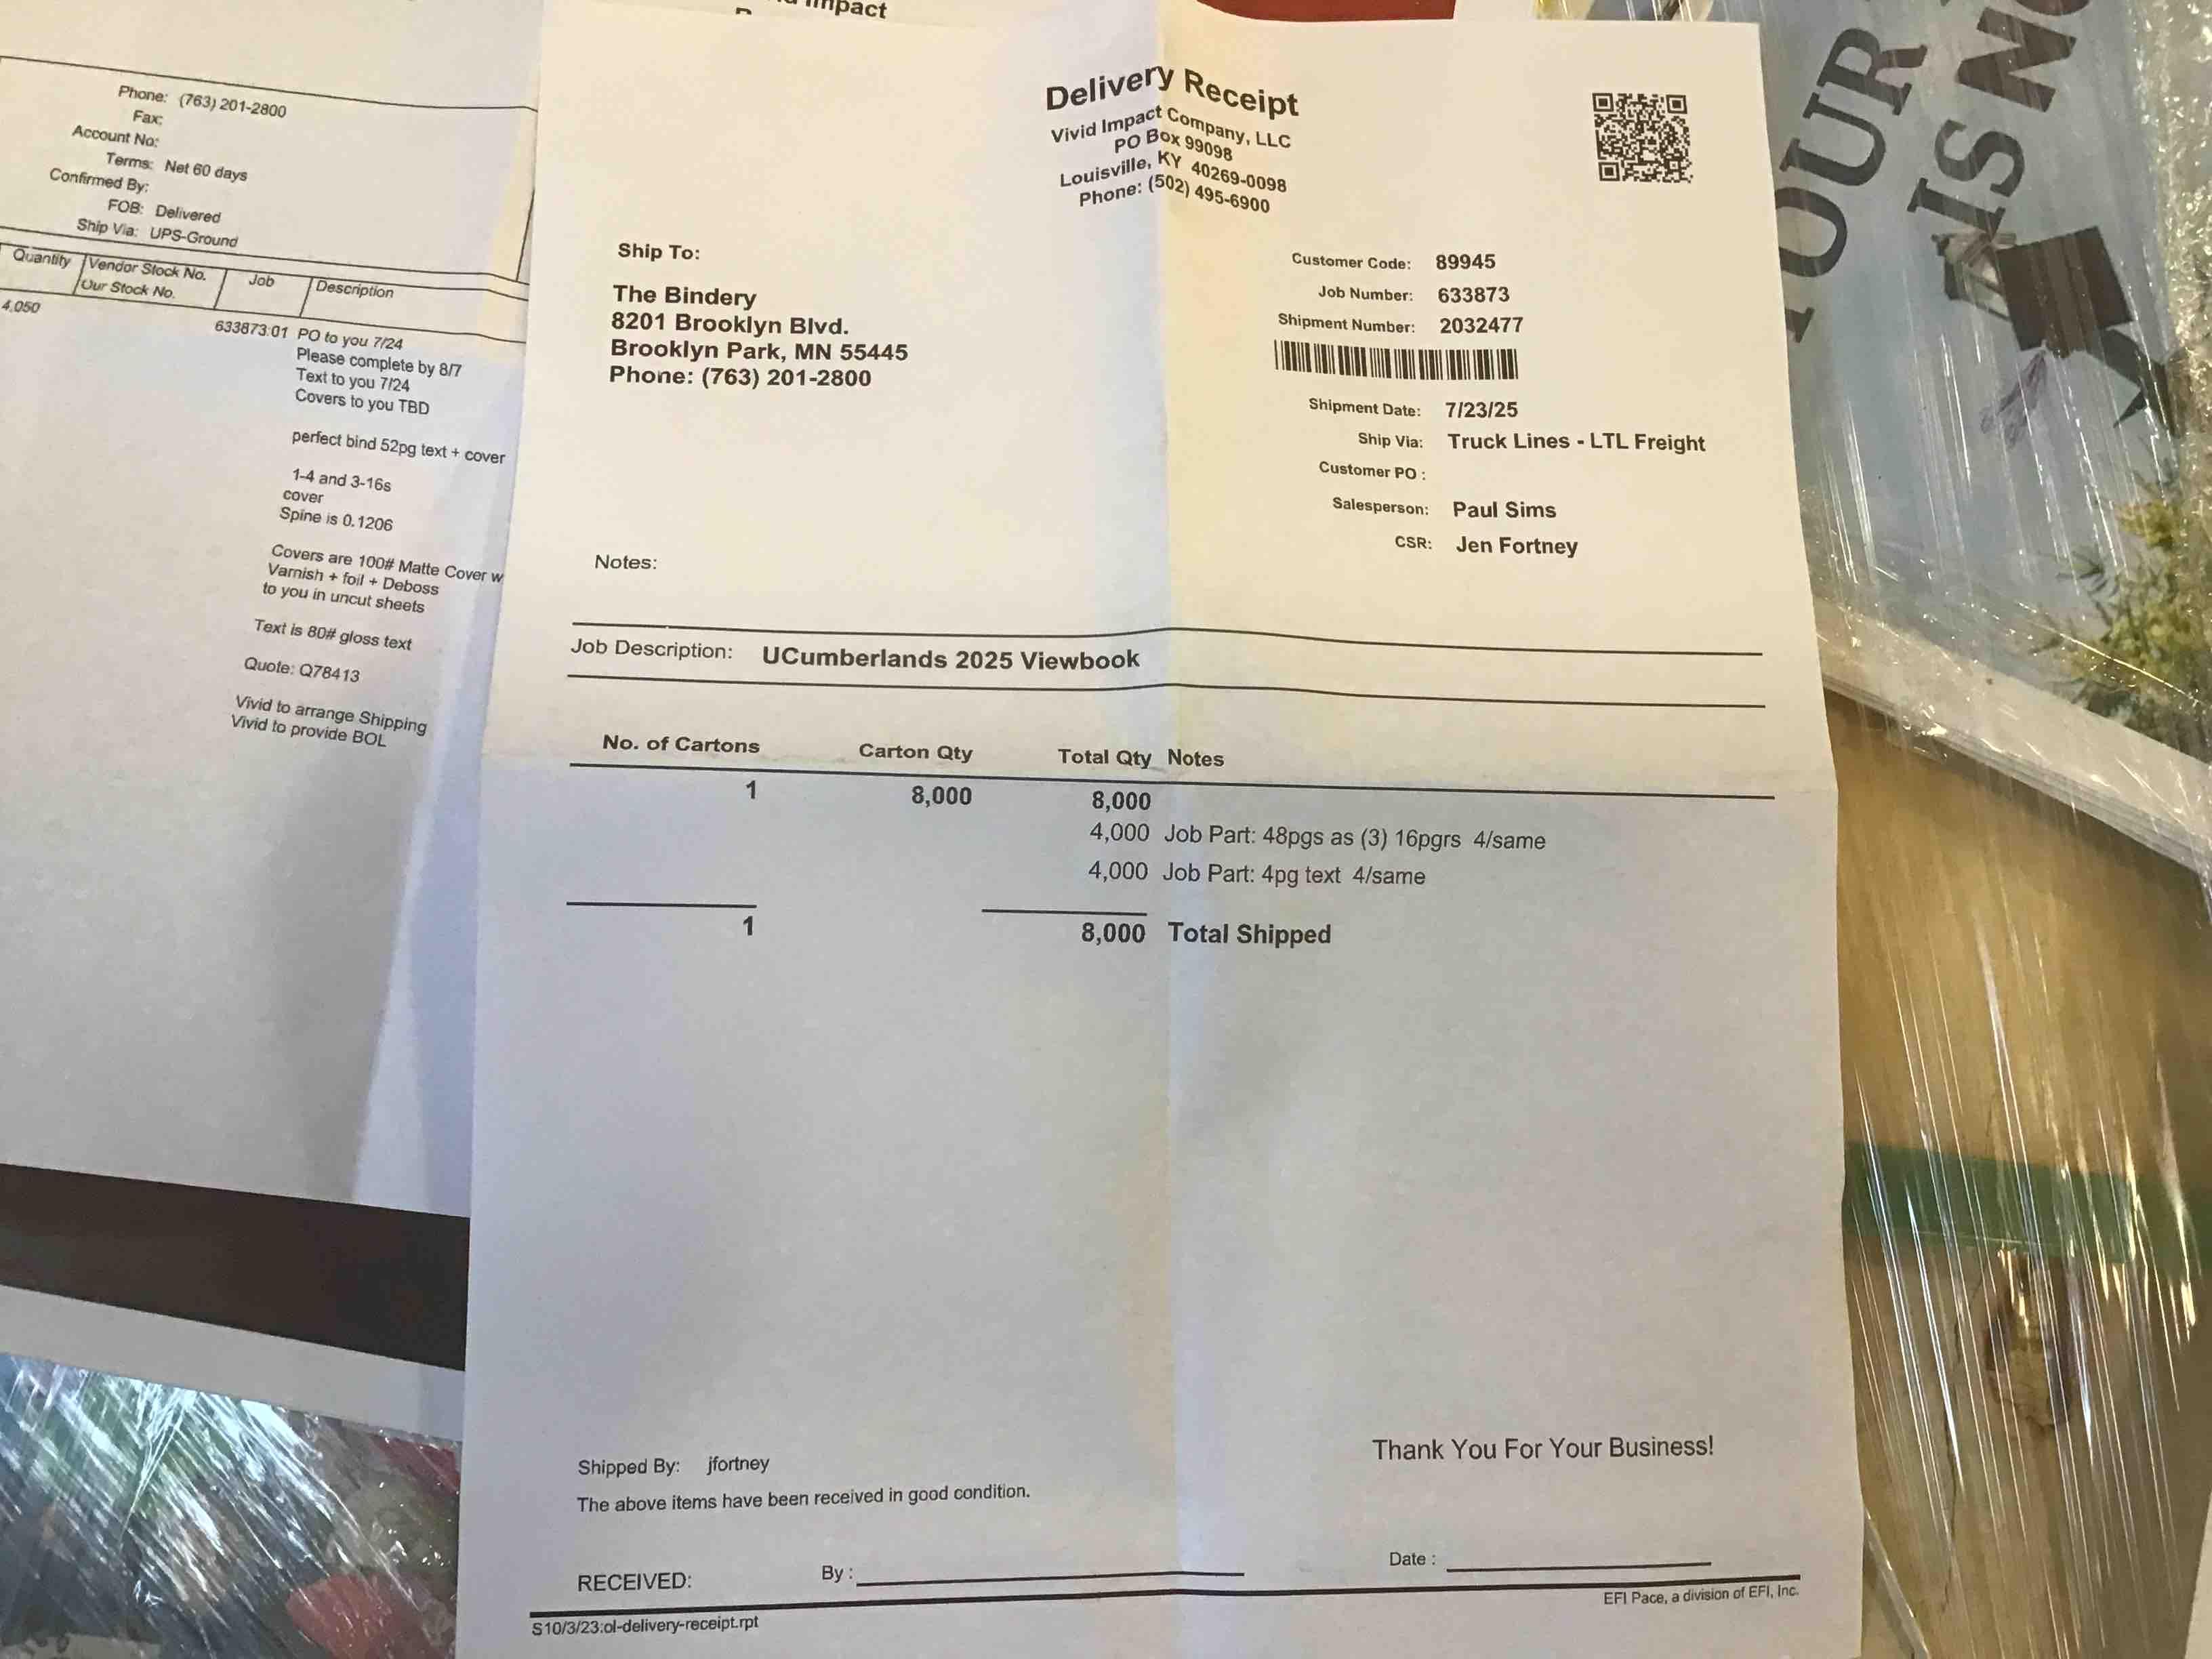 Impact
Phone: (763) 201-2800
Fax:
Account No:
Terms: Net 60 days
Confirmed By:
FOB: Delivered
Ship Via: UPS-Ground
Quantity Vendor Stock No. Job Description
Our Stock No.
4,050
633873:01 PO to you 7/24
Please complete by 8/7
Text to you 7/24
Covers to you TBD
perfect bind 52pg text + cover
1-4 and 3-16s
cover
Spine is 0.1206
Covers are 100# Matte Cover w
Varnish + foil + Deboss
to you in uncut sheets
Text is 80# gloss text
Quote: Q78413
Vivid to arrange Shipping
Vivid to provide BOL
Delivery Receipt
Vivid Impact Company, LLC
PO Box 99098
Louisville, KY 40269-0098
Phone: (502) 495-6900
Ship To:
The Bindery
8201 Brooklyn Blvd.
Brooklyn Park, MN 55445
Phone: (763) 201-2800
Customer Code: 89945
Job Number: 633873
Shipment Number: 2032477
Shipment Date: 7/23/25
Ship Via: Truck Lines - LTL Freight
Customer PO :
Salesperson: Paul Sims
CSR: Jen Fortney
Notes:
Job Description: UCumberlands 2025 Viewbook
No. of Cartons Carton Qty Total Qty Notes
1 8,000 8,000
4,000 Job Part: 48pgs as (3) 16pgrs 4/same
4,000 Job Part: 4pg text 4/same
1 8,000 Total Shipped
Shipped By: jfortney
Thank You For Your Business!
The above items have been received in good condition.
RECEIVED: By : Date :
EFI Pace, a division of EFI, Inc.
S10/3/23:ol-delivery-receipt.rpt
YOUR
IS